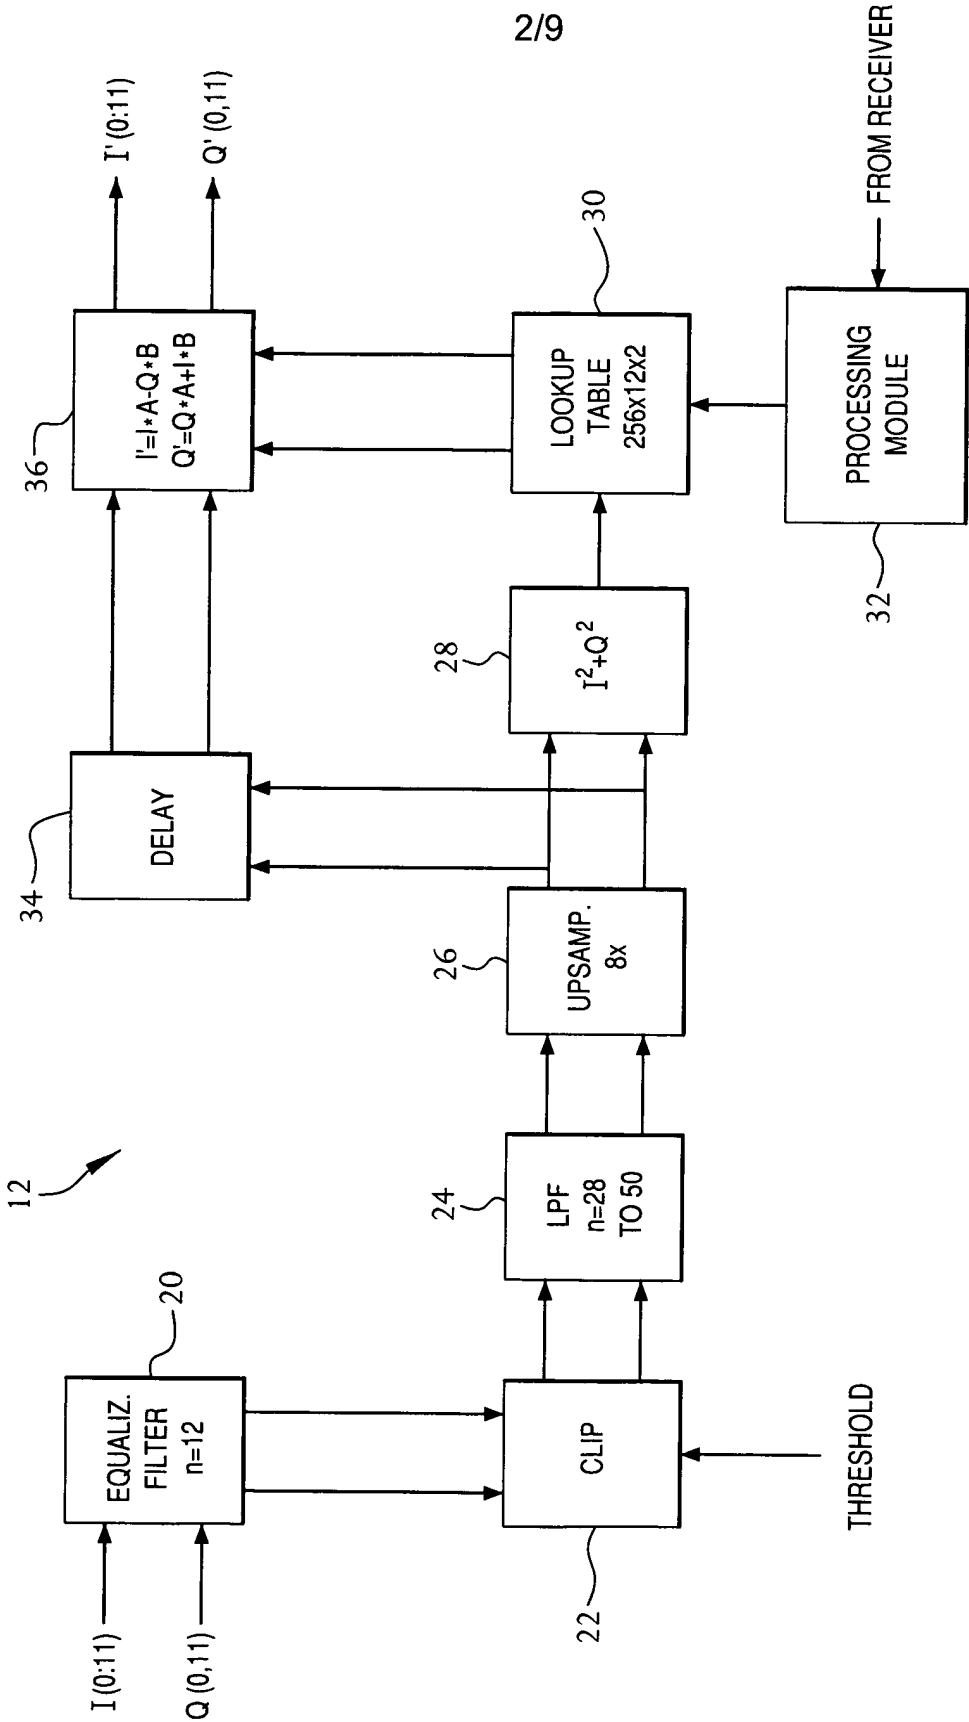 2/9
12
I (0:11)
Q (0,11)
EQUALIZ.
FILTER
n=12
20
CLIP
22
THRESHOLD
LPF
n=28
TO 50
24
UPSAMP.
8x
26
DELAY
34
I²+Q²
28
LOOKUP
TABLE
256x12x2
30
PROCESSING
MODULE
32
FROM RECEIVER
I'=I*A-Q*B
Q'=Q*A+I*B
36
I' (0:11)
Q' (0,11)